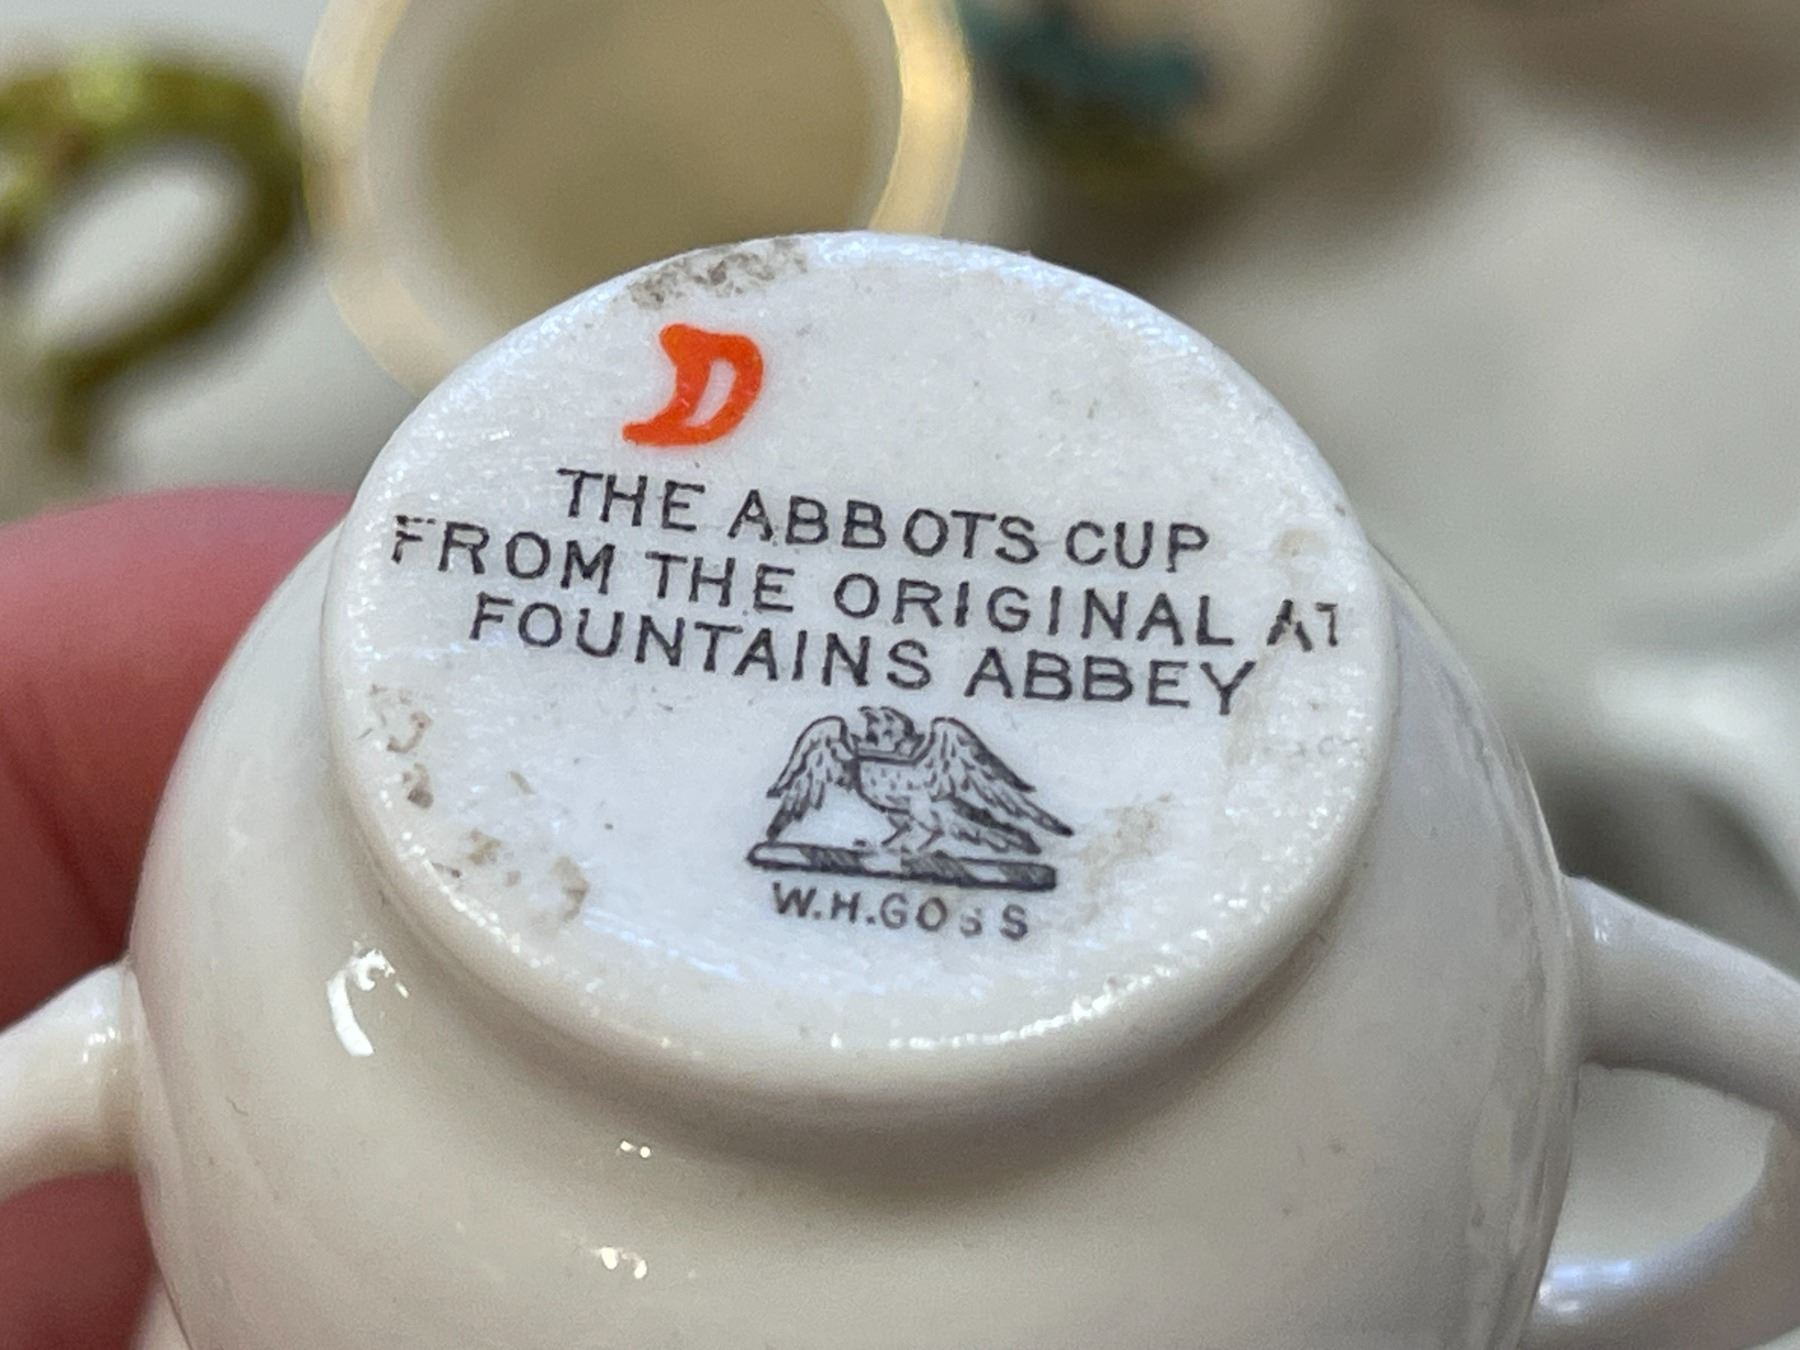 D
THE ABBOTS CUP
FROM THE ORIGINAL AT
FOUNTAINS ABBEY
W.H.GOSS